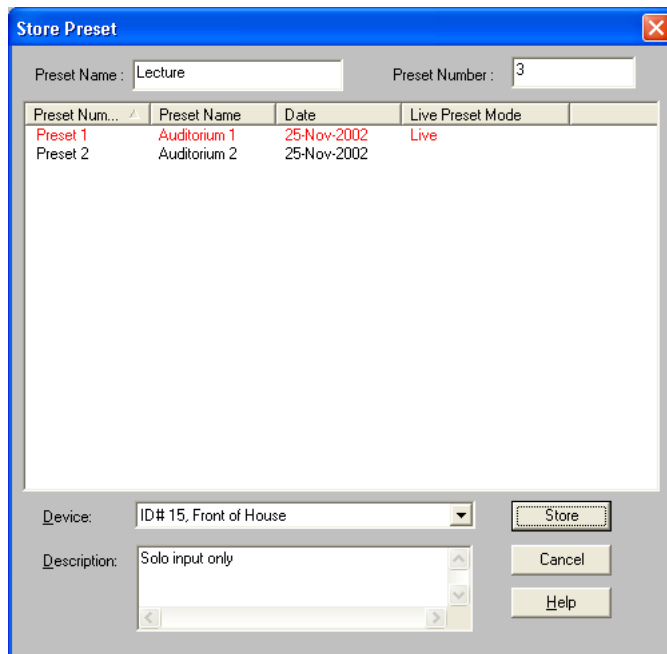 Store Preset
Preset Name : Lecture Preset Number : 3
Preset Num... Preset Name Date Live Preset Mode
Preset 1 Auditorium 1 25-Nov-2002 Live
Preset 2 Auditorium 2 25-Nov-2002
Device: ID# 15, Front of House Store
Description: Solo input only Cancel
Help